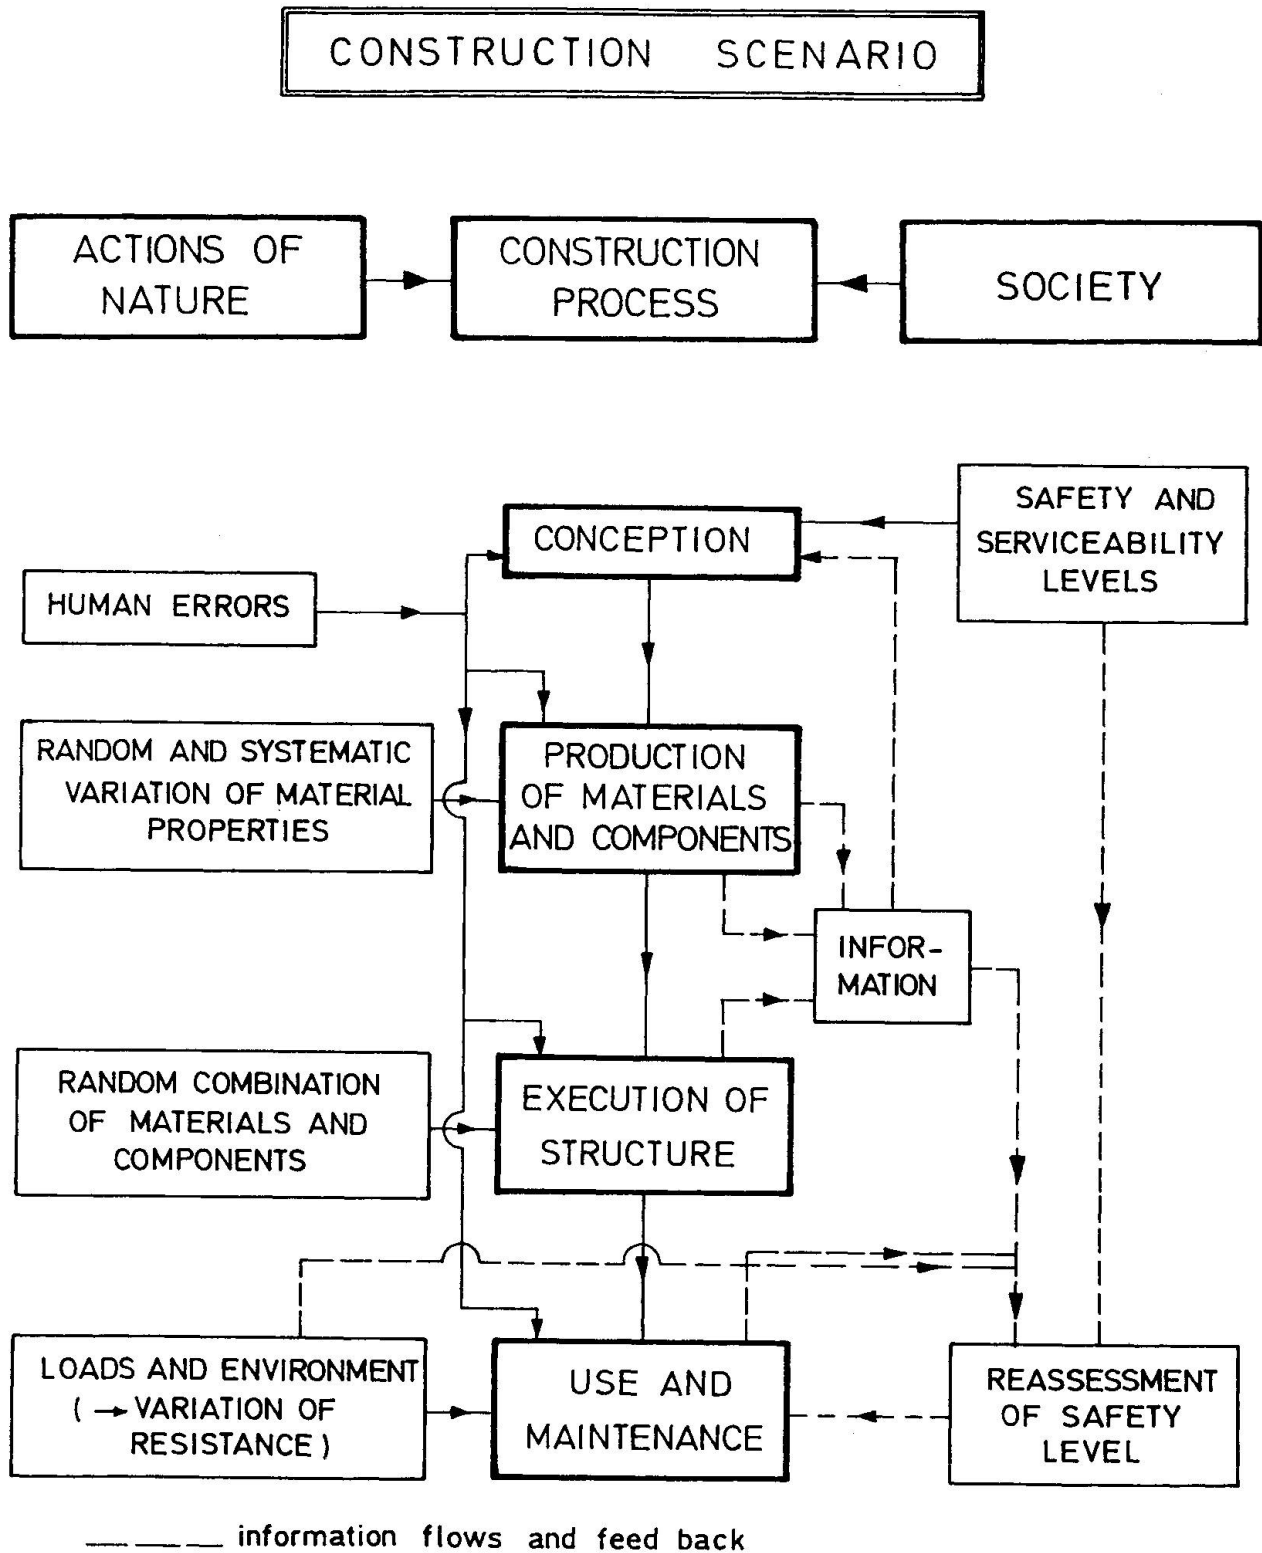 CONSTRUCTION SCENARIO
ACTIONS OF
NATURE
CONSTRUCTION
PROCESS
SOCIETY
CONCEPTION
SAFETY AND
SERVICEABILITY
LEVELS
HUMAN ERRORS
RANDOM AND SYSTEMATIC
VARIATION OF MATERIAL
PROPERTIES
PRODUCTION
OF MATERIALS
AND COMPONENTS
INFOR-
MATION
RANDOM COMBINATION
OF MATERIALS AND
COMPONENTS
EXECUTION OF
STRUCTURE
LOADS AND ENVIRONMENT
( → VARIATION OF
RESISTANCE )
USE AND
MAINTENANCE
REASSESSMENT
OF SAFETY
LEVEL
information flows and feed back